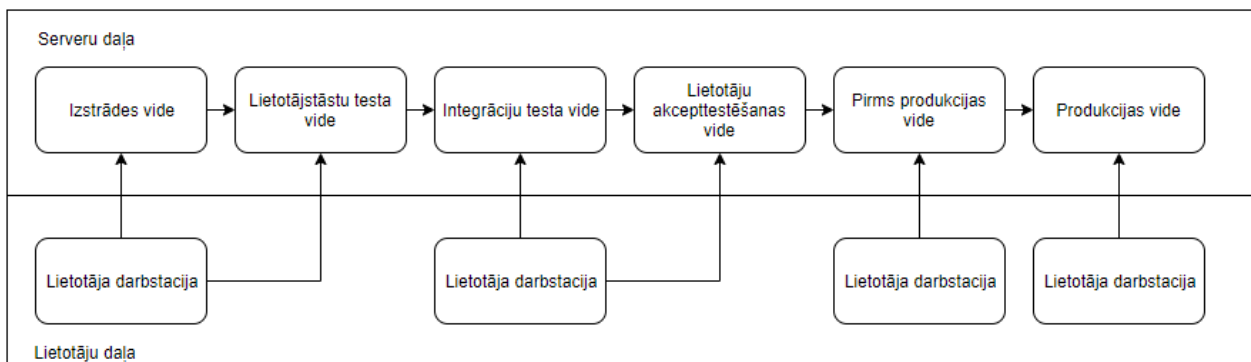 Serveru daļa
Izstrādes vide
Lietotājstāstu testa
vide
Integrāciju testa vide
Lietotāju
akcepttestēšanas
vide
Pirms produkcijas
vide
Produkcijas vide
Lietotāja darbstacija
Lietotāja darbstacija
Lietotāja darbstacija
Lietotāja darbstacija
Lietotāju daļa